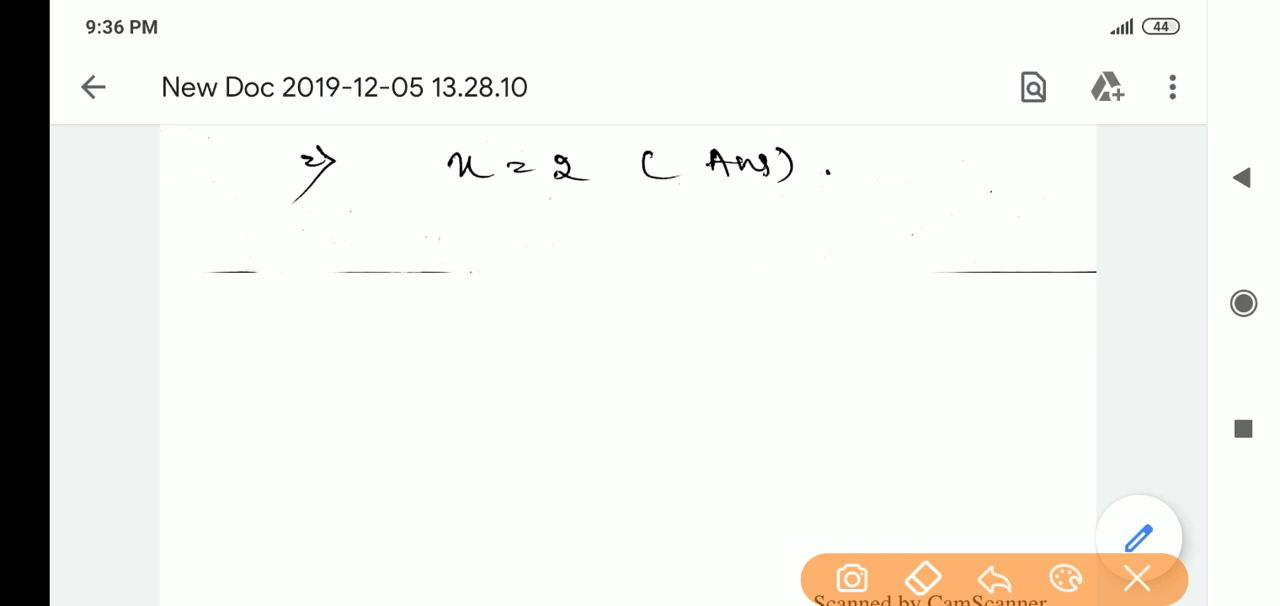 9:36 PM
44
New Doc 2019-12-05 13.28.10
⇒ x = 2 (Ans).
Scanned by CamScanner